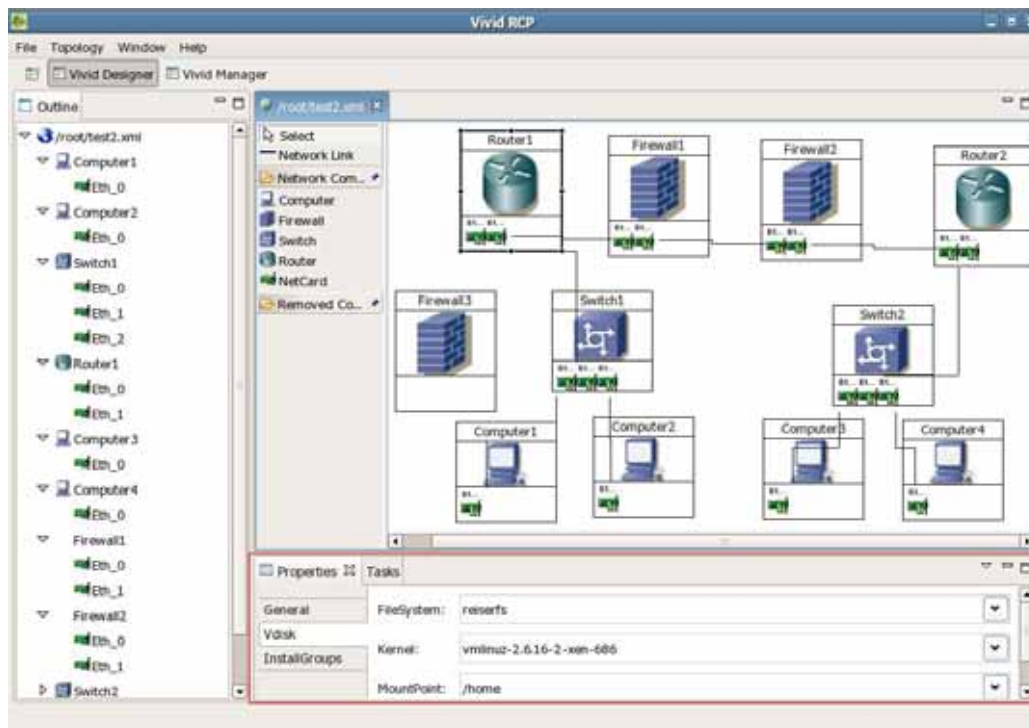 Vivid RCP
File Topology Window Help
Vivid Designer Vivid Manager
Outline
/root/test2.xml
Computer1
Eth_0
Computer2
Eth_0
Switch1
Eth_0
Eth_1
Eth_2
Router1
Eth_0
Eth_1
Computer3
Eth_0
Computer4
Eth_0
Firewall1
Eth_0
Eth_1
Firewall2
Eth_0
Eth_1
Switch2
/root/test2.xml
Select
Network Link
Network Com...
Computer
Firewall
Switch
Router
NetCard
Removed Co...
Router1
Firewall1
Firewall2
Router2
Firewall3
Switch1
Switch2
Computer1
Computer2
Computer3
Computer4
Properties Tasks
General
Vdisk
InstallGroups
FileSystem: reiserfs
Kernel: vmlinuz-2.6.16-2-xen-686
MountPoint: /home